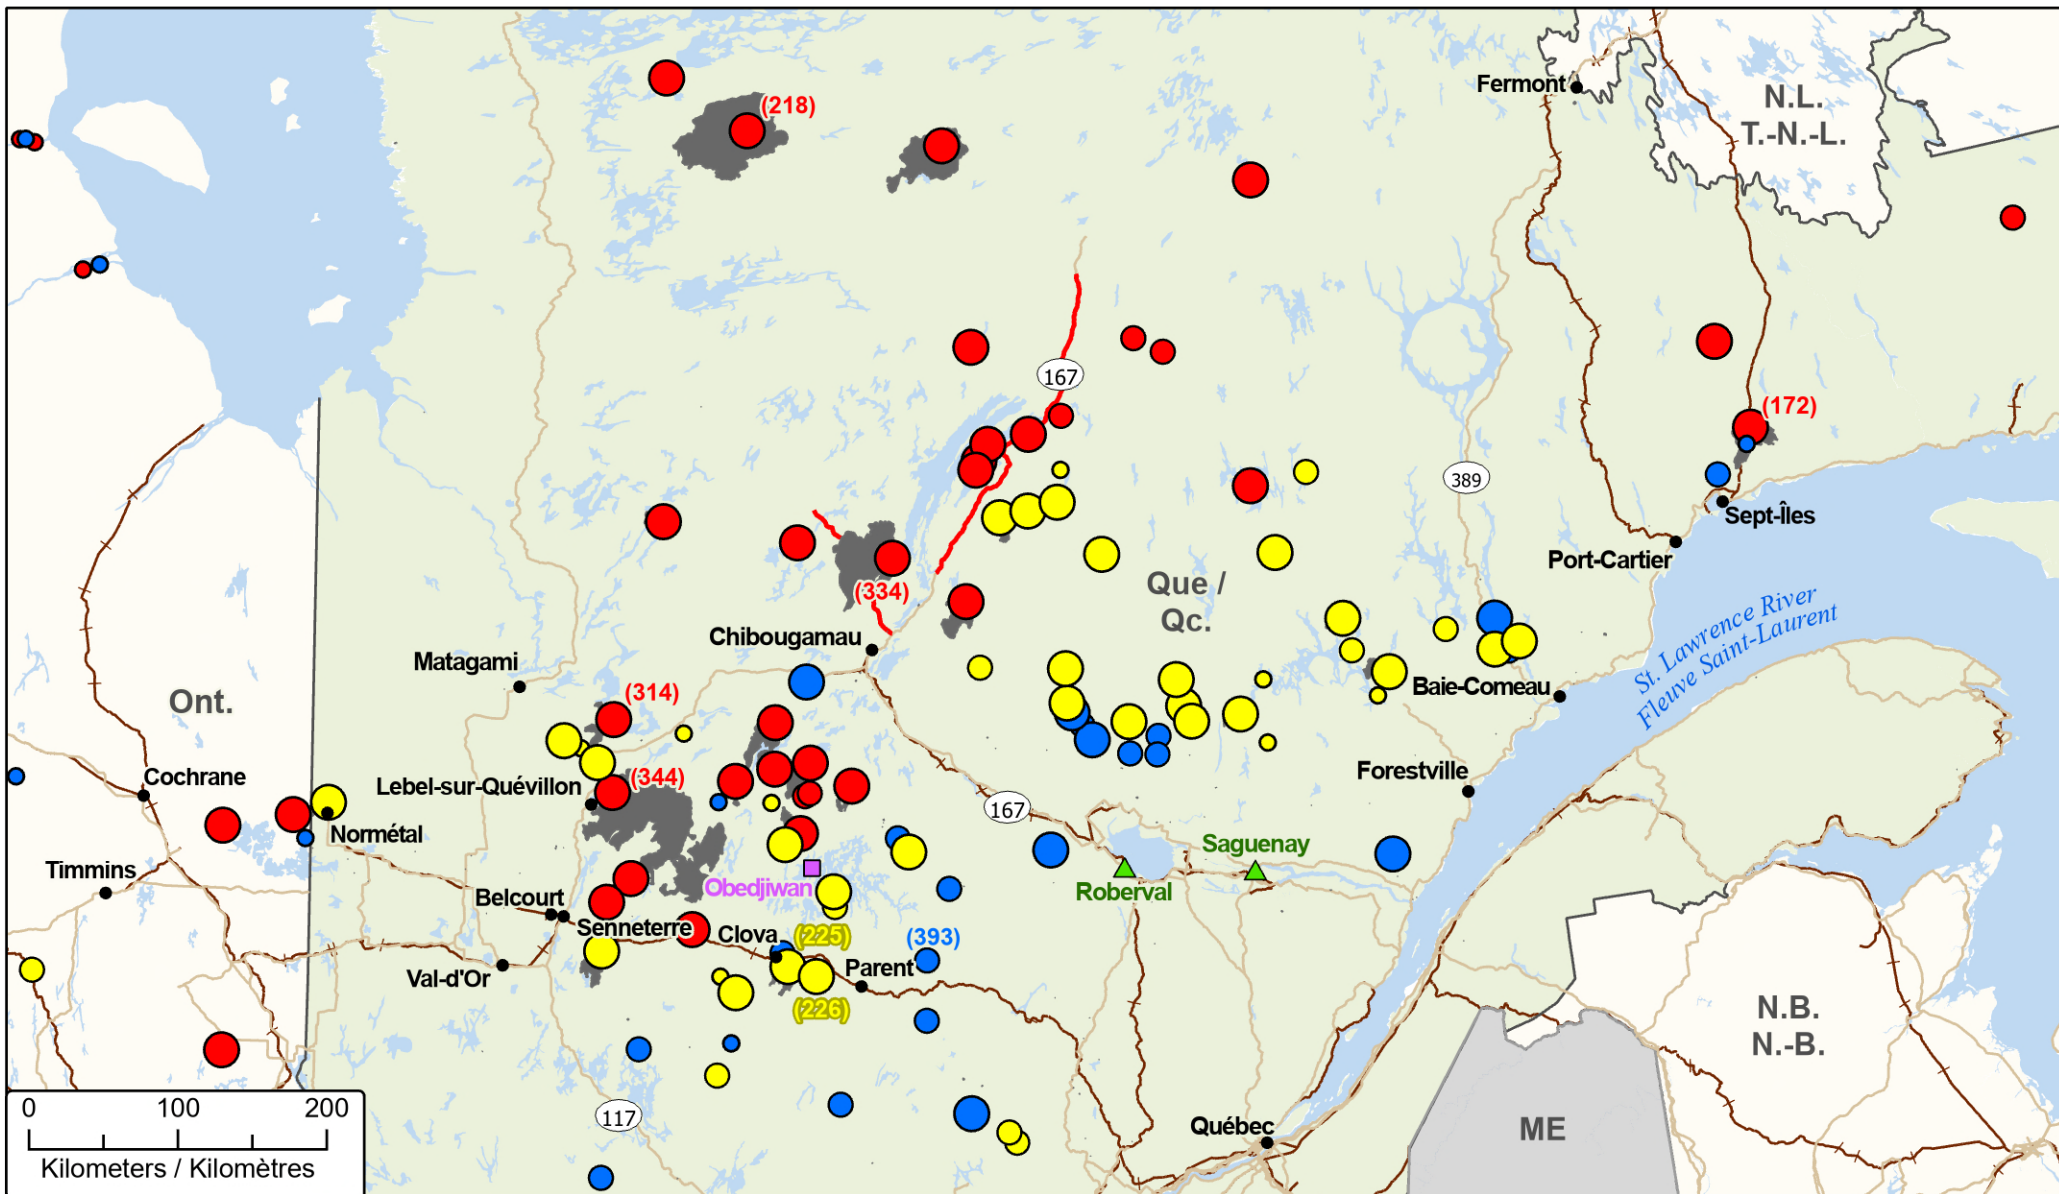 Fermont
N.L.
T.-N.-L.
(218)
167
(172)
389
Sept-Îles
Port-Cartier
Que /
Qc.
(334)
St. Lawrence River
Fleuve Saint-Laurent
Chibougamau
Matagami
Ont.
(314)
Baie-Comeau
Cochrane
Lebel-sur-Quévillon
(344)
Forestville
167
Normétal
Timmins
Saguenay
Obedjiwan
Roberval
Belcourt
Senneterre
Clova
(225)
(393)
Val-d'Or
Parent
(226)
N.B.
N.-B.
0 100 200
Kilometers / Kilomètres
117
Québec
ME